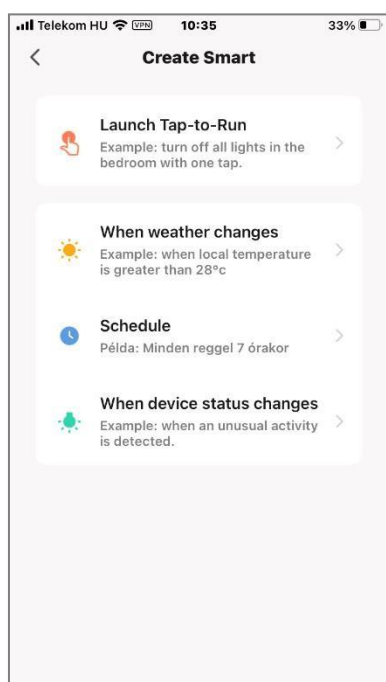 Telekom HU VPN 10:35 33%
Create Smart
Launch Tap-to-Run
Example: turn off all lights in the
bedroom with one tap.
When weather changes
Example: when local temperature
is greater than 28°c
Schedule
Példa: Minden reggel 7 órakor
When device status changes
Example: when an unusual activity
is detected.